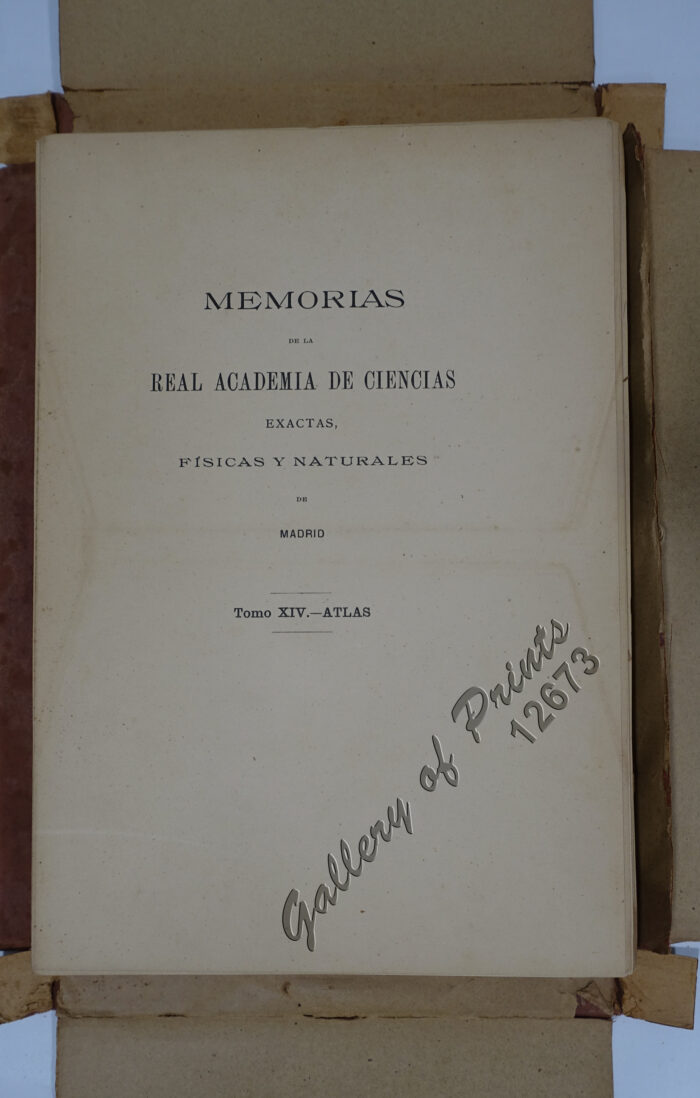 MEMORIAS
DE LA
REAL ACADEMIA DE CIENCIAS
EXACTAS,
FÍSICAS Y NATURALES
DE
MADRID
Tomo XIV.—ATLAS
Gallery of Prints
12673